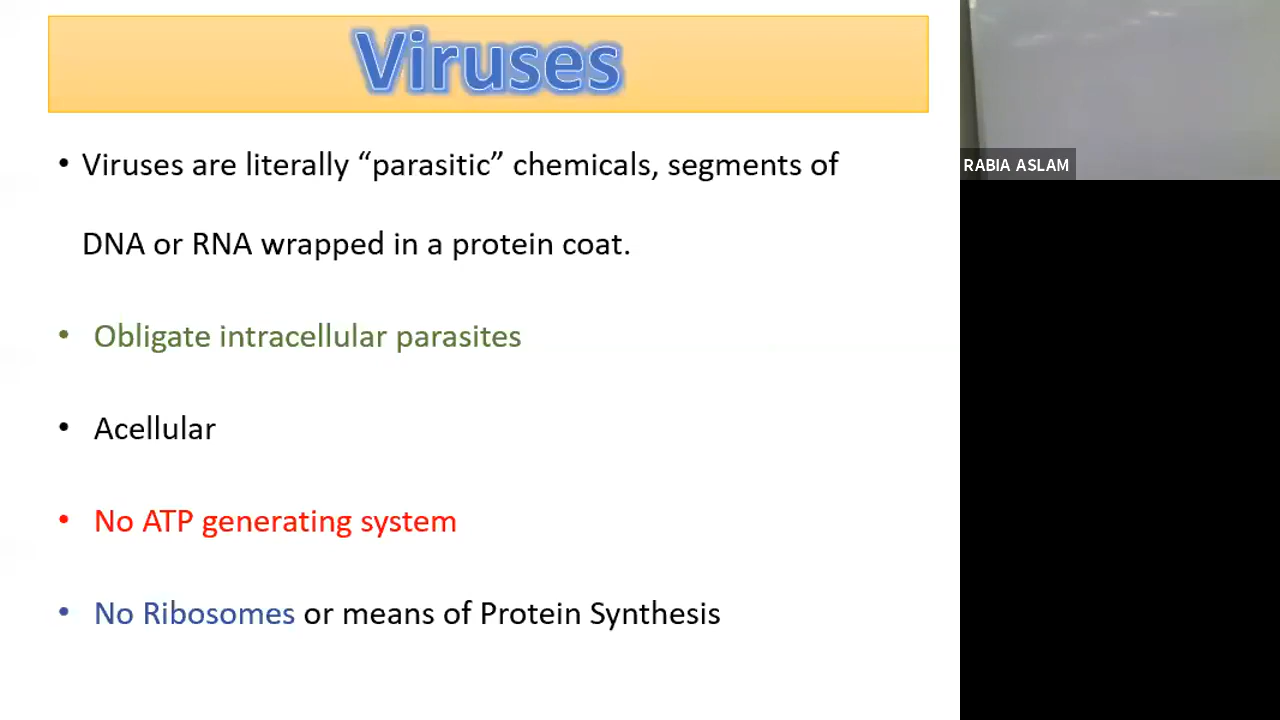 Viruses
• Viruses are literally “parasitic” chemicals, segments of
DNA or RNA wrapped in a protein coat.
• Obligate intracellular parasites
• Acellular
• No ATP generating system
• No Ribosomes or means of Protein Synthesis
RABIA ASLAM